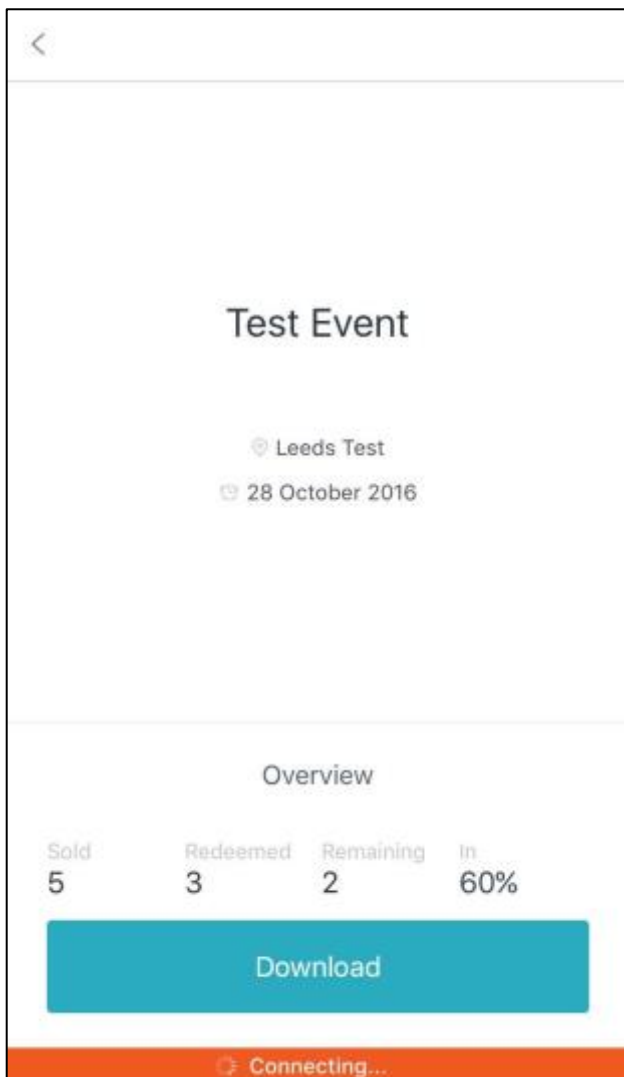 Test Event
Leeds Test
28 October 2016
Overview
Sold Redeemed Remaining In
5 3 2 60%
Download
Connecting...